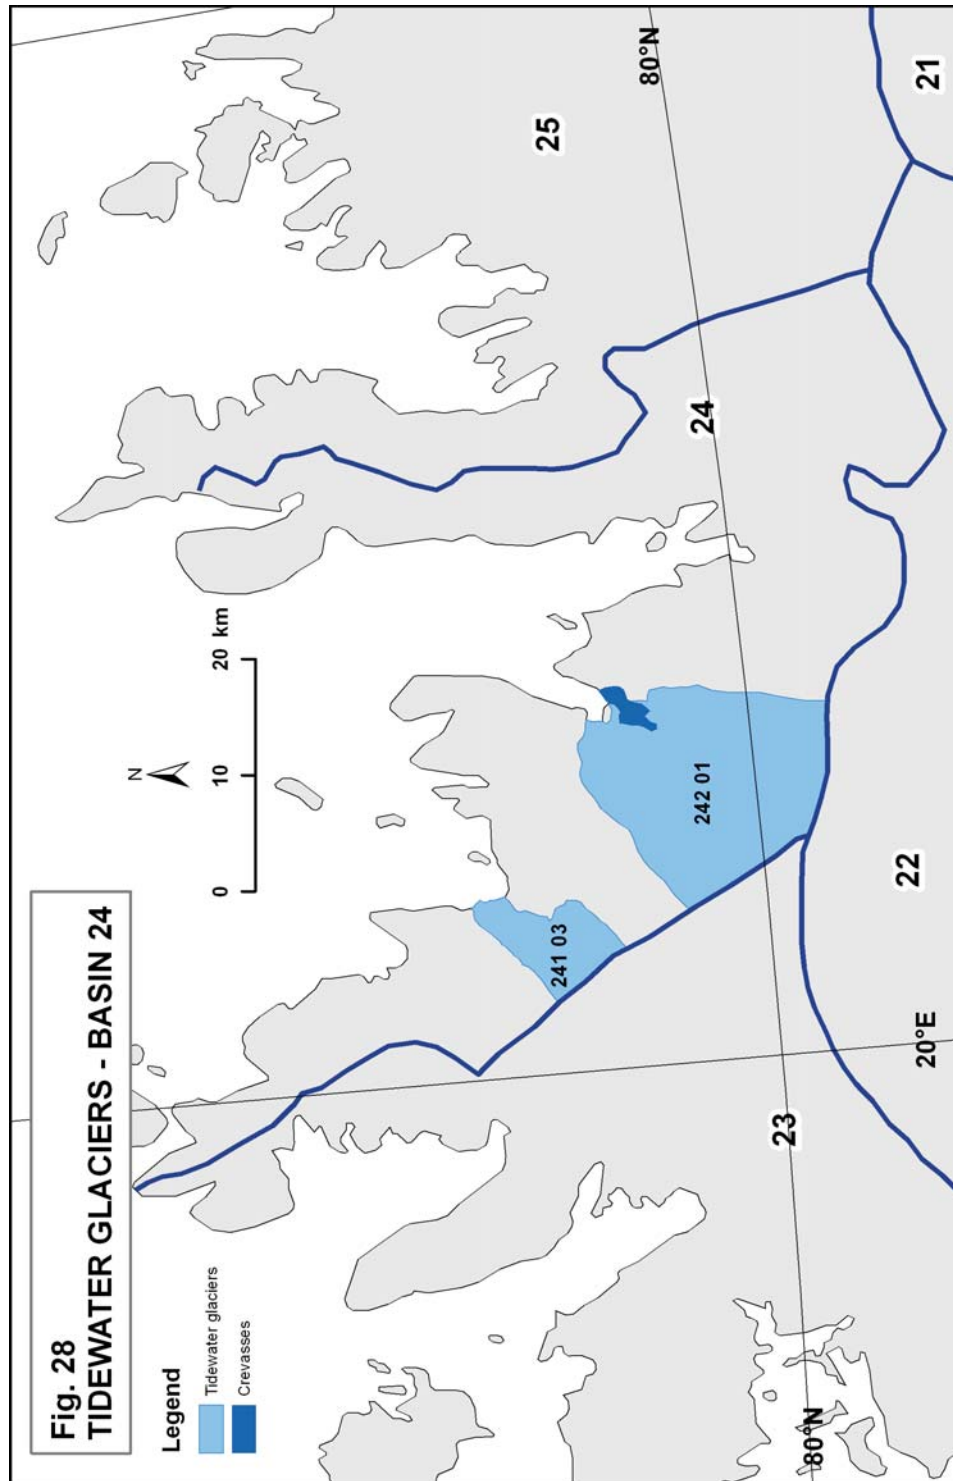 Fig. 28
TIDEWATER GLACIERS - BASIN 24
Legend
Tidewater glaciers
Crevasses
N
0 10 20 km
241 03
242 01
25
24
23
22
21
80°N
80°N
20°E